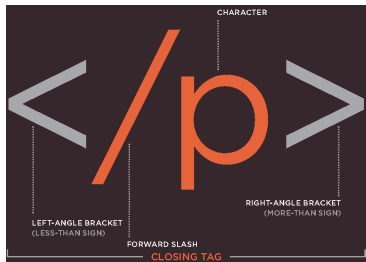 CHARACTER
</p>
LEFT-ANGLE BRACKET
(LESS-THAN SIGN)
RIGHT-ANGLE BRACKET
(MORE-THAN SIGN)
FORWARD SLASH
CLOSING TAG